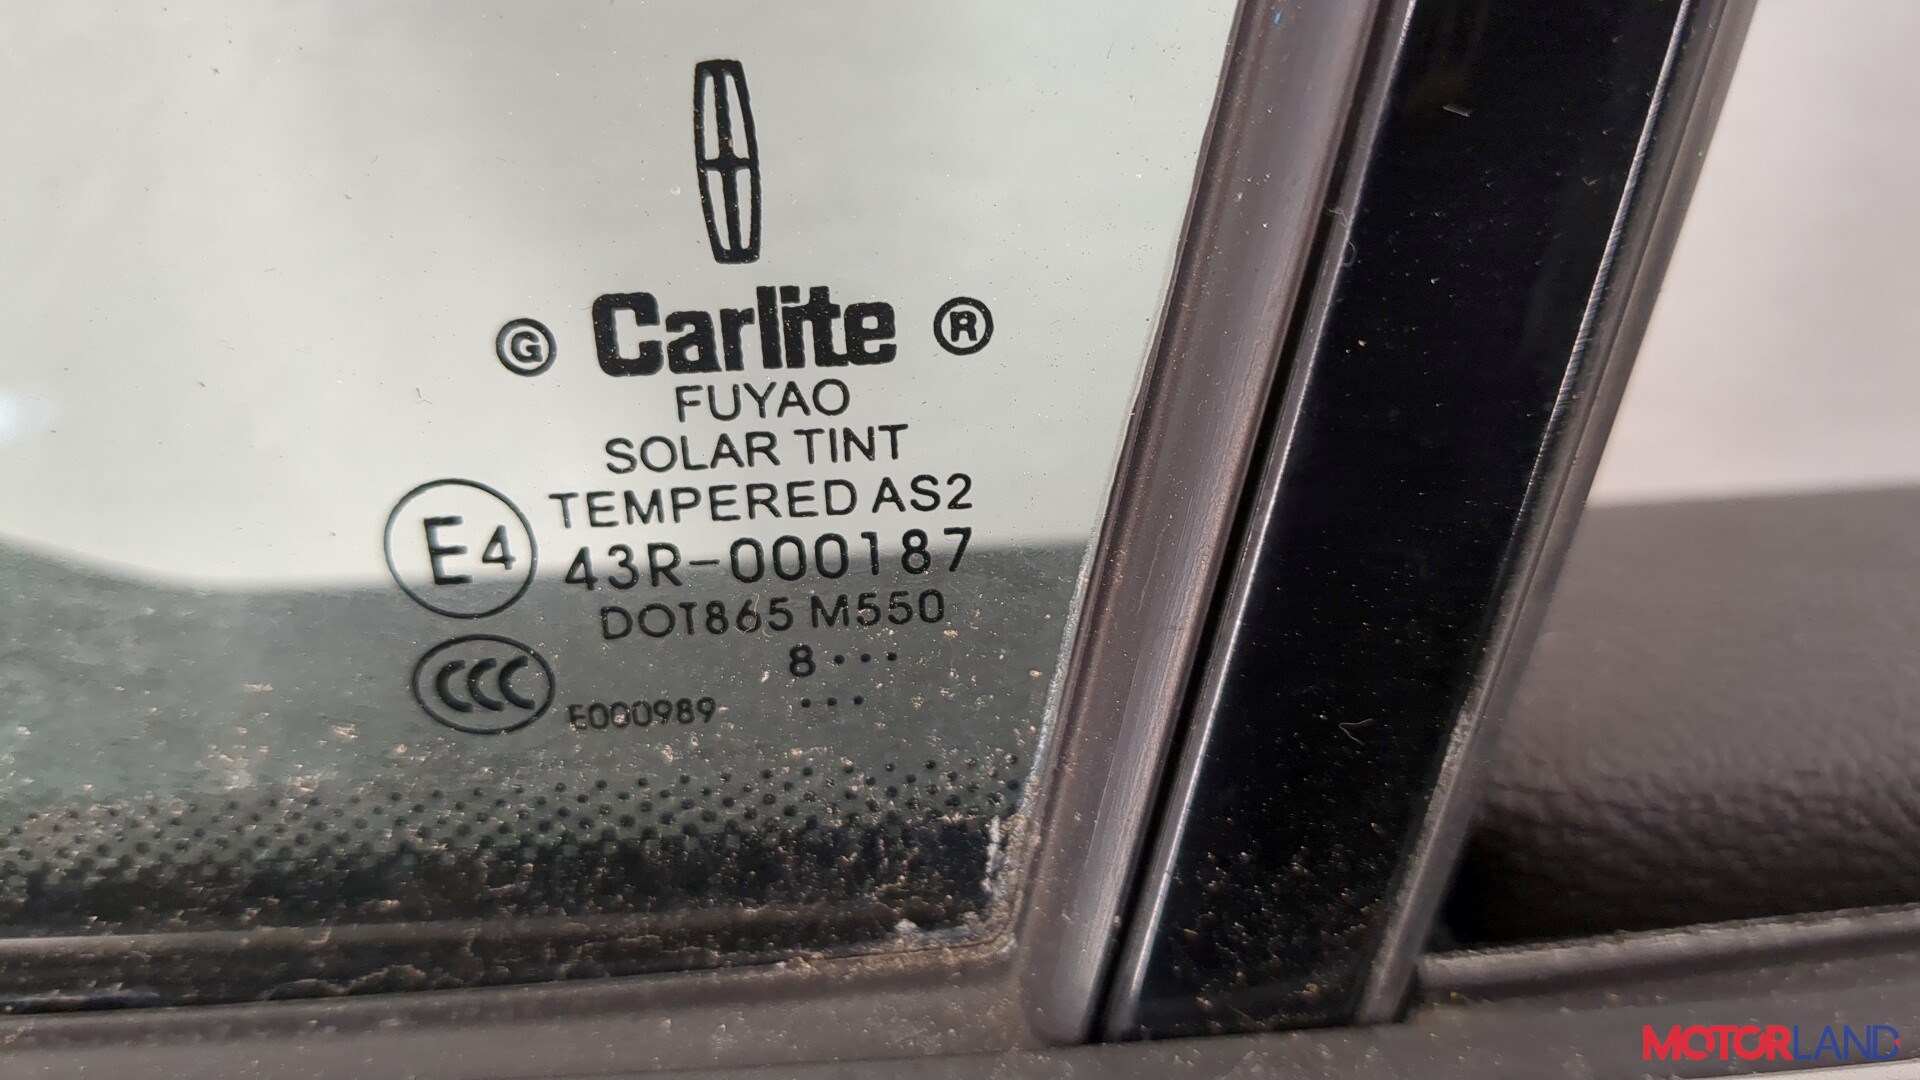 G Carlite ®
FUYAO
SOLAR TINT
TEMPERED AS2
E4 43R-000187
DOT865 M550
8 ...
...
CCC E000989
MOTORLAND